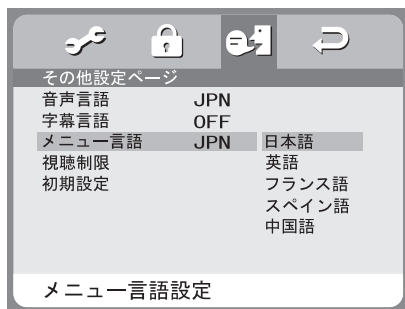 その他設定ページ
音声言語 JPN
字幕言語 OFF
メニュー言語 JPN 日本語
視聴制限 英語
初期設定 フランス語
スペイン語
中国語
メニュー言語設定